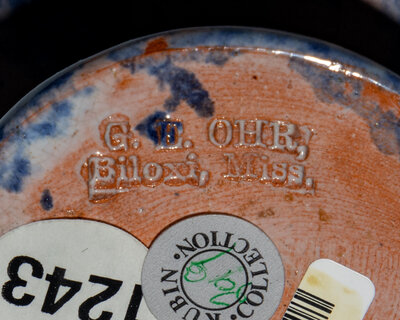 G. E. OHR,
Biloxi, Miss.
RUBIN • COLLECTION •
1243